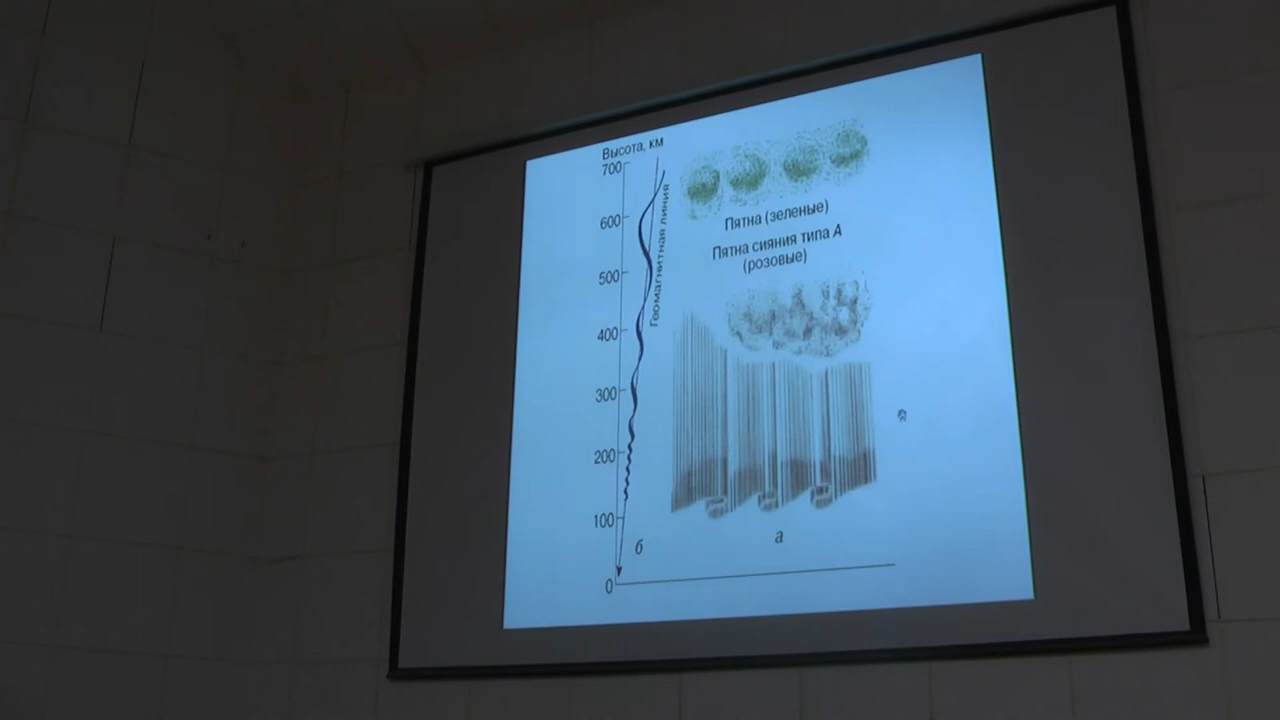 Высота, км
700
600
500
400
300
200
100
0
Геомагнитная линия
Пятна (зеленые)
Пятна сияния типа А
(розовые)
б
а